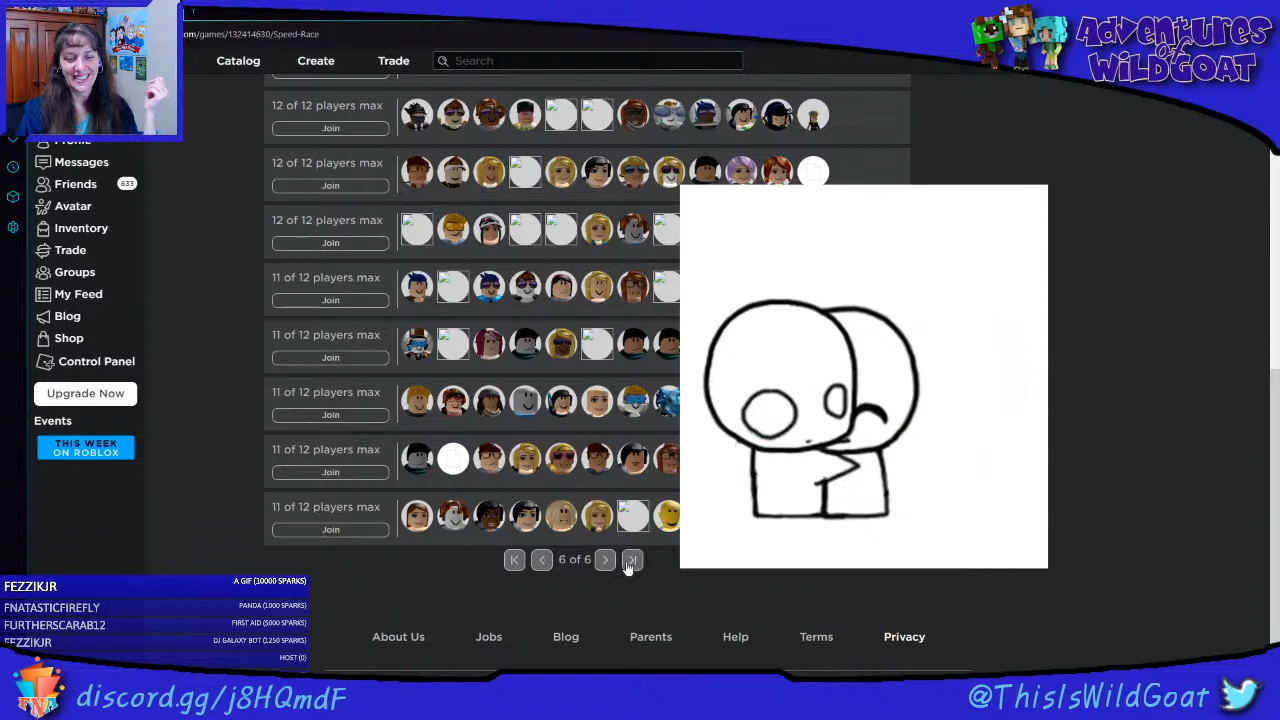 om/games/132414630/Speed-Race
Adventures
of
WildGoat
Catalog
Create
Trade
Search
Messages
Friends
633
Avatar
Inventory
Trade
Groups
My Feed
Blog
Shop
Control Panel
Upgrade Now
Events
THIS WEEK
ON ROBLOX
12 of 12 players max
Join
12 of 12 players max
Join
12 of 12 players max
Join
11 of 12 players max
Join
11 of 12 players max
Join
11 of 12 players max
Join
11 of 12 players max
Join
11 of 12 players max
Join
6 of 6
FEZZIKJR A GIF (10000 SPARKS)
FNATASTICFIREFLY PANDA (1000 SPARKS)
FURTHERSCARAB12 FIRST AID (5000 SPARKS)
FEZZIKJR DJ GALAXY BOT (1250 SPARKS)
HOST (0)
About Us
Jobs
Blog
Parents
Help
Terms
Privacy
FNA
discord.gg/j8HQmdF
@ThisIsWildGoat